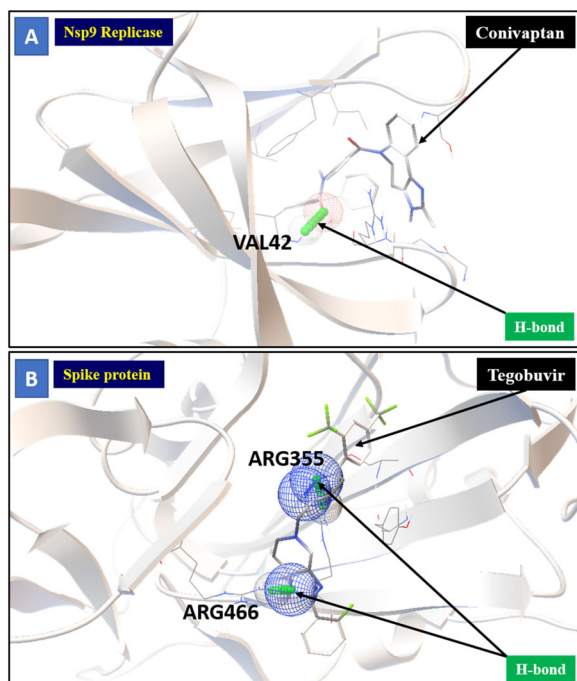 A
Nsp9 Replicase
Conivaptan
VAL42
H-bond
B
Spike protein
Tegobuvir
ARG355
ARG466
H-bond